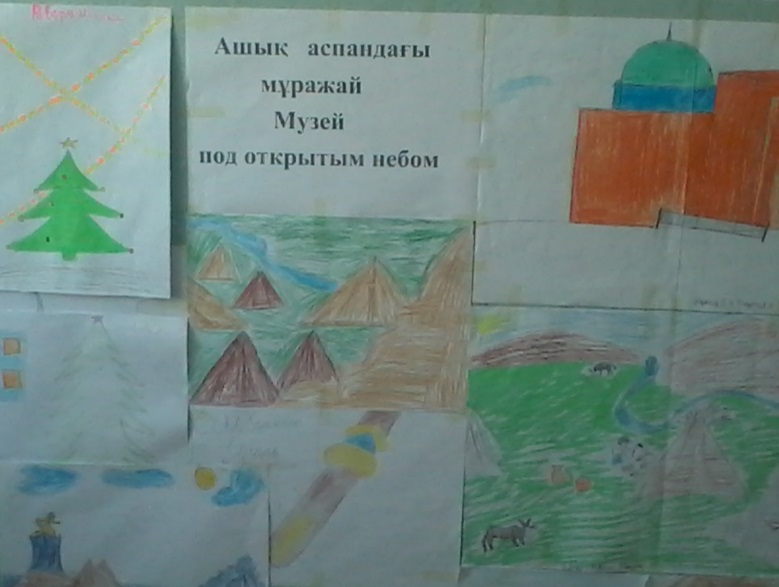 Ашық аспандағы
мұражай
Музей
под открытым небом